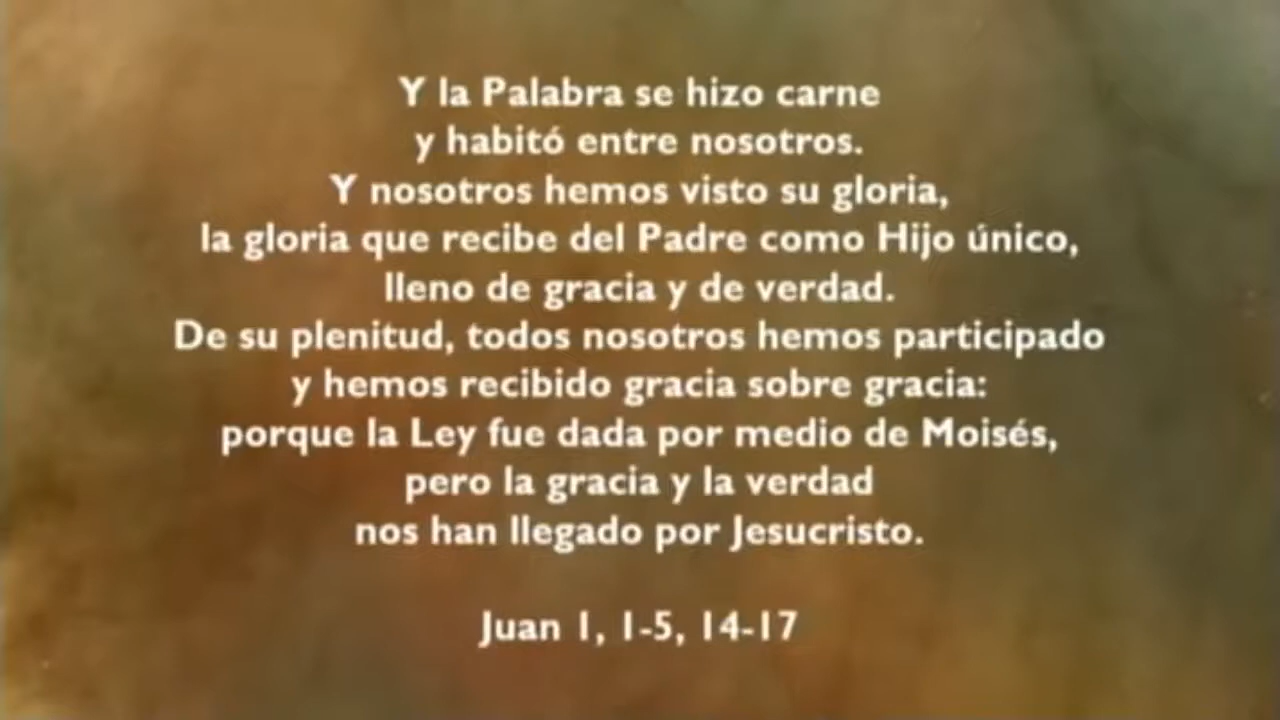 Y la Palabra se hizo carne
y habitó entre nosotros.
Y nosotros hemos visto su gloria,
la gloria que recibe del Padre como Hijo único,
lleno de gracia y de verdad.
De su plenitud, todos nosotros hemos participado
y hemos recibido gracia sobre gracia:
porque la Ley fue dada por medio de Moisés,
pero la gracia y la verdad
nos han llegado por Jesucristo.
Juan 1, 1-5, 14-17